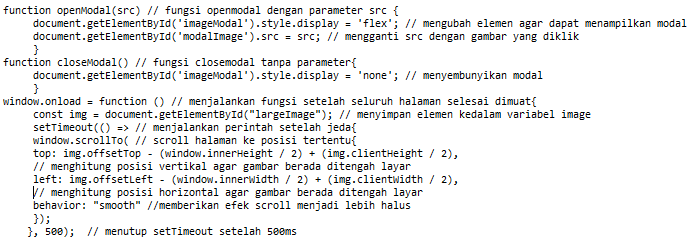 function openModal(src) // fungsi openmodal dengan parameter src {
document.getElementById('imageModal').style.display = 'flex'; // mengubah elemen agar dapat menampilkan modal
document.getElementById('modalImage').src = src; // mengganti src dengan gambar yang diklik
}
function closeModal() // fungsi closemodal tanpa parameter{
document.getElementById('imageModal').style.display = 'none'; // menyembunyikan modal
}
window.onload = function () // menjalankan fungsi setelah seluruh halaman selesai dimuat{
const img = document.getElementById("largeImage"); // menyimpan elemen kedalam variabel image
setTimeout(() => // menjalankan perintah setelah jeda{
window.scrollTo( // scroll halaman ke posisi tertentu{
top: img.offsetTop - (window.innerHeight / 2) + (img.clientHeight / 2),
// menghitung posisi vertikal agar gambar berada ditengah layar
left: img.offsetLeft - (window.innerWidth / 2) + (img.clientWidth / 2),
// menghitung posisi horizontal agar gambar berada ditengah layar
behavior: "smooth" //memberikan efek scroll menjadi lebih halus
});
}, 500);  // menutup setTimeout setelah 500ms